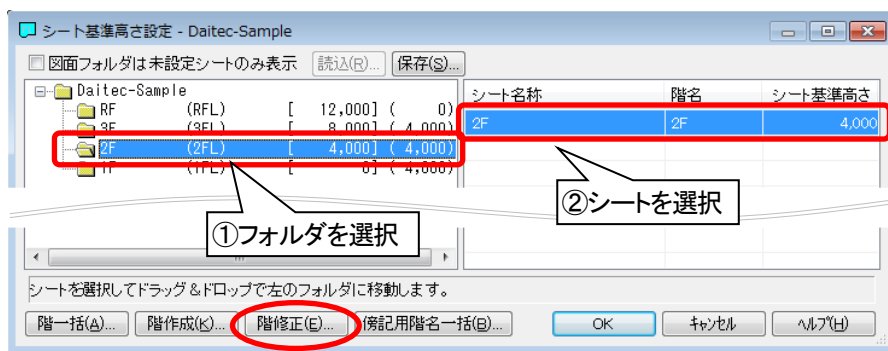 シート基準高さ設定 - Daitec-Sample
図面フォルダは未設定シートのみ表示 読込(R)... 保存(S)...
Daitec-Sample
RF (RFL) [ 12,000] ( 0)
3F (3FL) [ 8,000] ( 4,000)
2F (2FL) [ 4,000] ( 4,000)
1F (1FL) [ 0] ( 4,000)
シート名称 階名 シート基準高さ
2F 2F 4,000
①フォルダを選択
②シートを選択
シートを選択してドラッグ&ドロップで左のフォルダに移動します。
階一括(A)... 階作成(K)... 階修正(E)... 傍記用階名一括(B)... OK キャンセル ヘルプ(H)